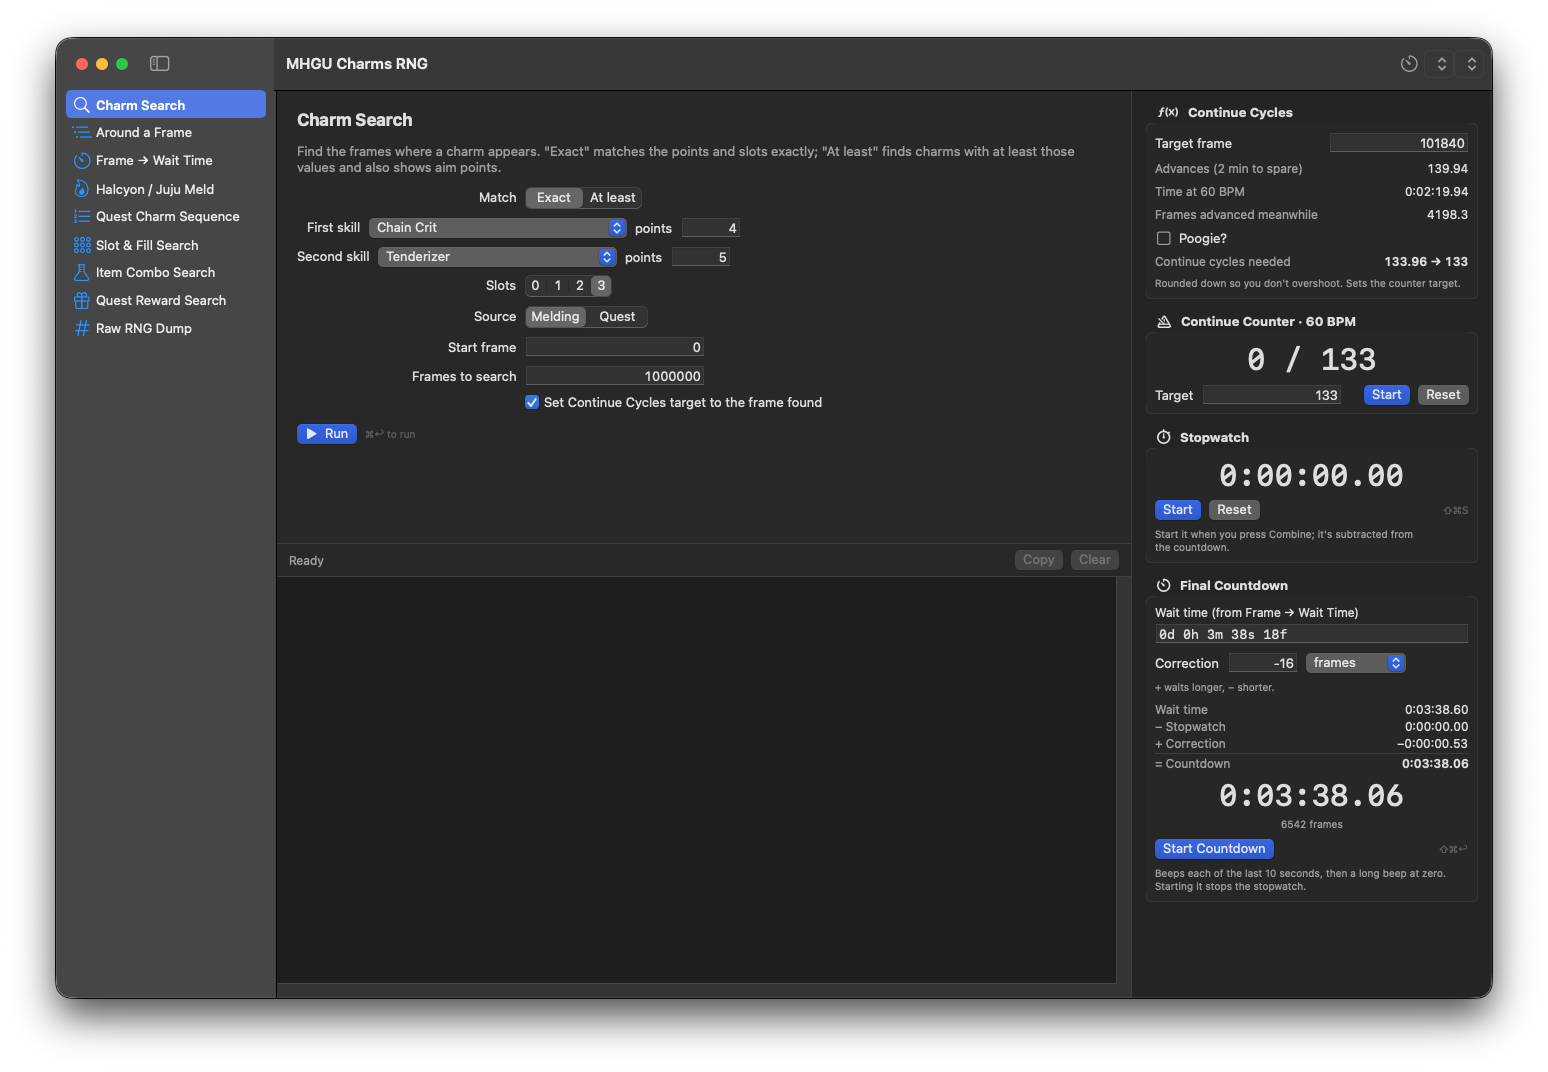 MHGU Charms RNG
Charm Search
Around a Frame
Frame → Wait Time
Halcyon / Juju Meld
Quest Charm Sequence
Slot & Fill Search
Item Combo Search
Quest Reward Search
Raw RNG Dump
Charm Search
Find the frames where a charm appears. "Exact" matches the points and slots exactly; "At least" finds charms with at least those
values and also shows aim points.
Match Exact At least
First skill Chain Crit points 4
Second skill Tenderizer points 5
Slots 0 1 2 3
Source Melding Quest
Start frame 0
Frames to search 1000000
Set Continue Cycles target to the frame found
Run ⌘↩ to run
Ready Copy Clear
f(x) Continue Cycles
Target frame 101840
Advances (2 min to spare) 139.94
Time at 60 BPM 0:02:19.94
Frames advanced meanwhile 4198.3
Poogie?
Continue cycles needed 133.96 → 133
Rounded down so you don't overshoot. Sets the counter target.
Continue Counter · 60 BPM
0 / 133
Target 133 Start Reset
Stopwatch
0:00:00.00
Start Reset ⇧⌘S
Start it when you press Combine; it's subtracted from
the countdown.
Final Countdown
Wait time (from Frame → Wait Time)
0d 0h 3m 38s 18f
Correction -16 frames
+ waits longer, − shorter.
Wait time 0:03:38.60
− Stopwatch 0:00:00.00
+ Correction −0:00:00.53
= Countdown 0:03:38.06
0:03:38.06
6542 frames
Start Countdown ⇧⌘↩
Beeps each of the last 10 seconds, then a long beep at zero.
Starting it stops the stopwatch.